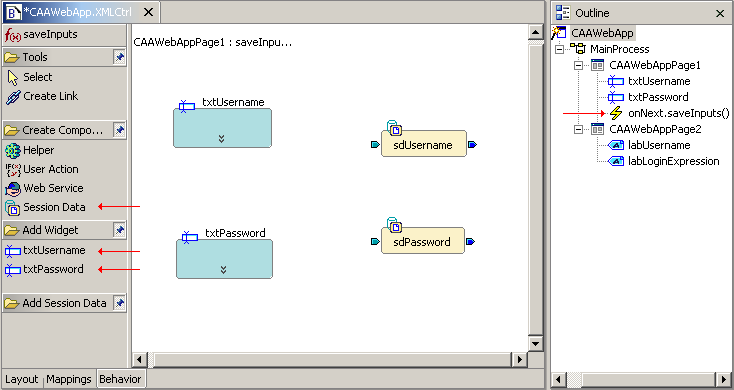 *CAAWebApp.XMLCtrl
saveInputs
Tools
Select
Create Link
Create Compo...
Helper
User Action
Web Service
Session Data
Add Widget
txtUsername
txtPassword
Add Session Data
CAAWebAppPage1 : saveInpu...
txtUsername
sdUsername
txtPassword
sdPassword
Layout Mappings Behavior
Outline
CAAWebApp
MainProcess
CAAWebAppPage1
txtUsername
txtPassword
onNext.saveInputs()
CAAWebAppPage2
labUsername
labLoginExpression